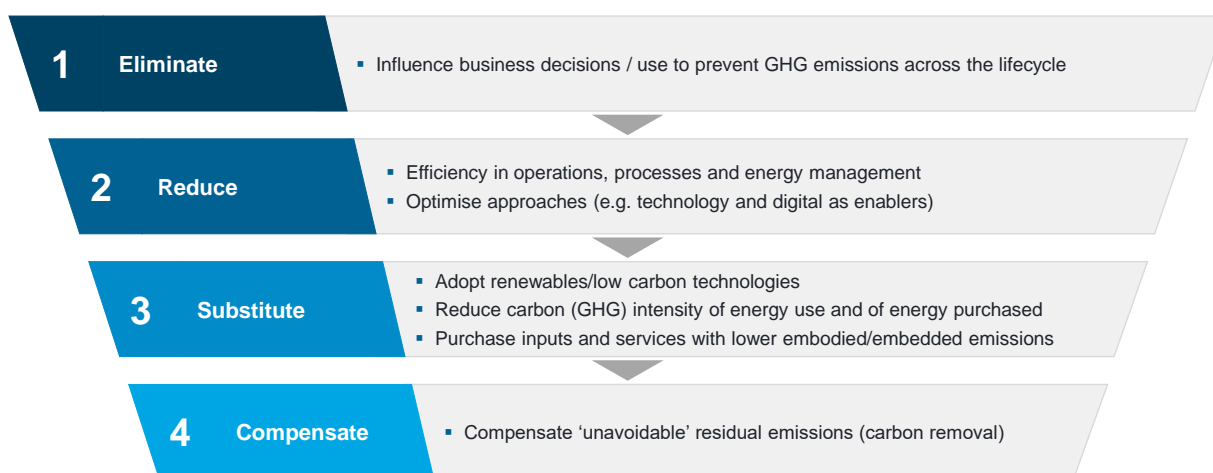 1 Eliminate
▪ Influence business decisions / use to prevent GHG emissions across the lifecycle
2 Reduce
▪ Efficiency in operations, processes and energy management
▪ Optimise approaches (e.g. technology and digital as enablers)
3 Substitute
▪ Adopt renewables/low carbon technologies
▪ Reduce carbon (GHG) intensity of energy use and of energy purchased
▪ Purchase inputs and services with lower embodied/embedded emissions
4 Compensate
▪ Compensate ‘unavoidable’ residual emissions (carbon removal)